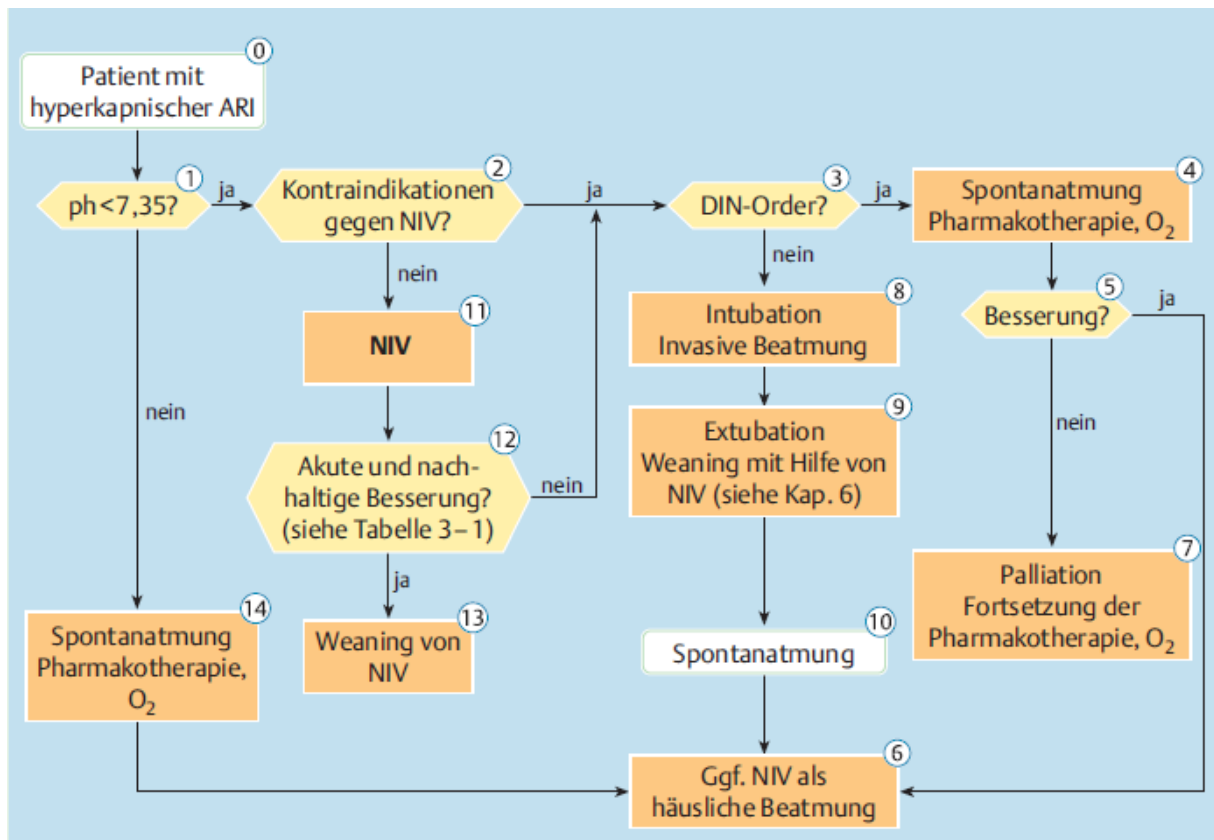 0
Patient mit
hyperkapnischer ARI
1
ph<7,35?
ja
2
Kontraindikationen
gegen NIV?
ja
3
DIN-Order?
ja
4
Spontanatmung
Pharmakotherapie, O₂
nein
nein
5
Besserung?
ja
11
NIV
8
Intubation
Invasive Beatmung
nein
nein
12
Akute und nach-
haltige Besserung?
(siehe Tabelle 3–1)
nein
9
Extubation
Weaning mit Hilfe von
NIV (siehe Kap. 6)
7
Palliation
Fortsetzung der
Pharmakotherapie, O₂
ja
14
Spontanatmung
Pharmakotherapie,
O₂
13
Weaning von
NIV
10
Spontanatmung
6
Ggf. NIV als
häusliche Beatmung